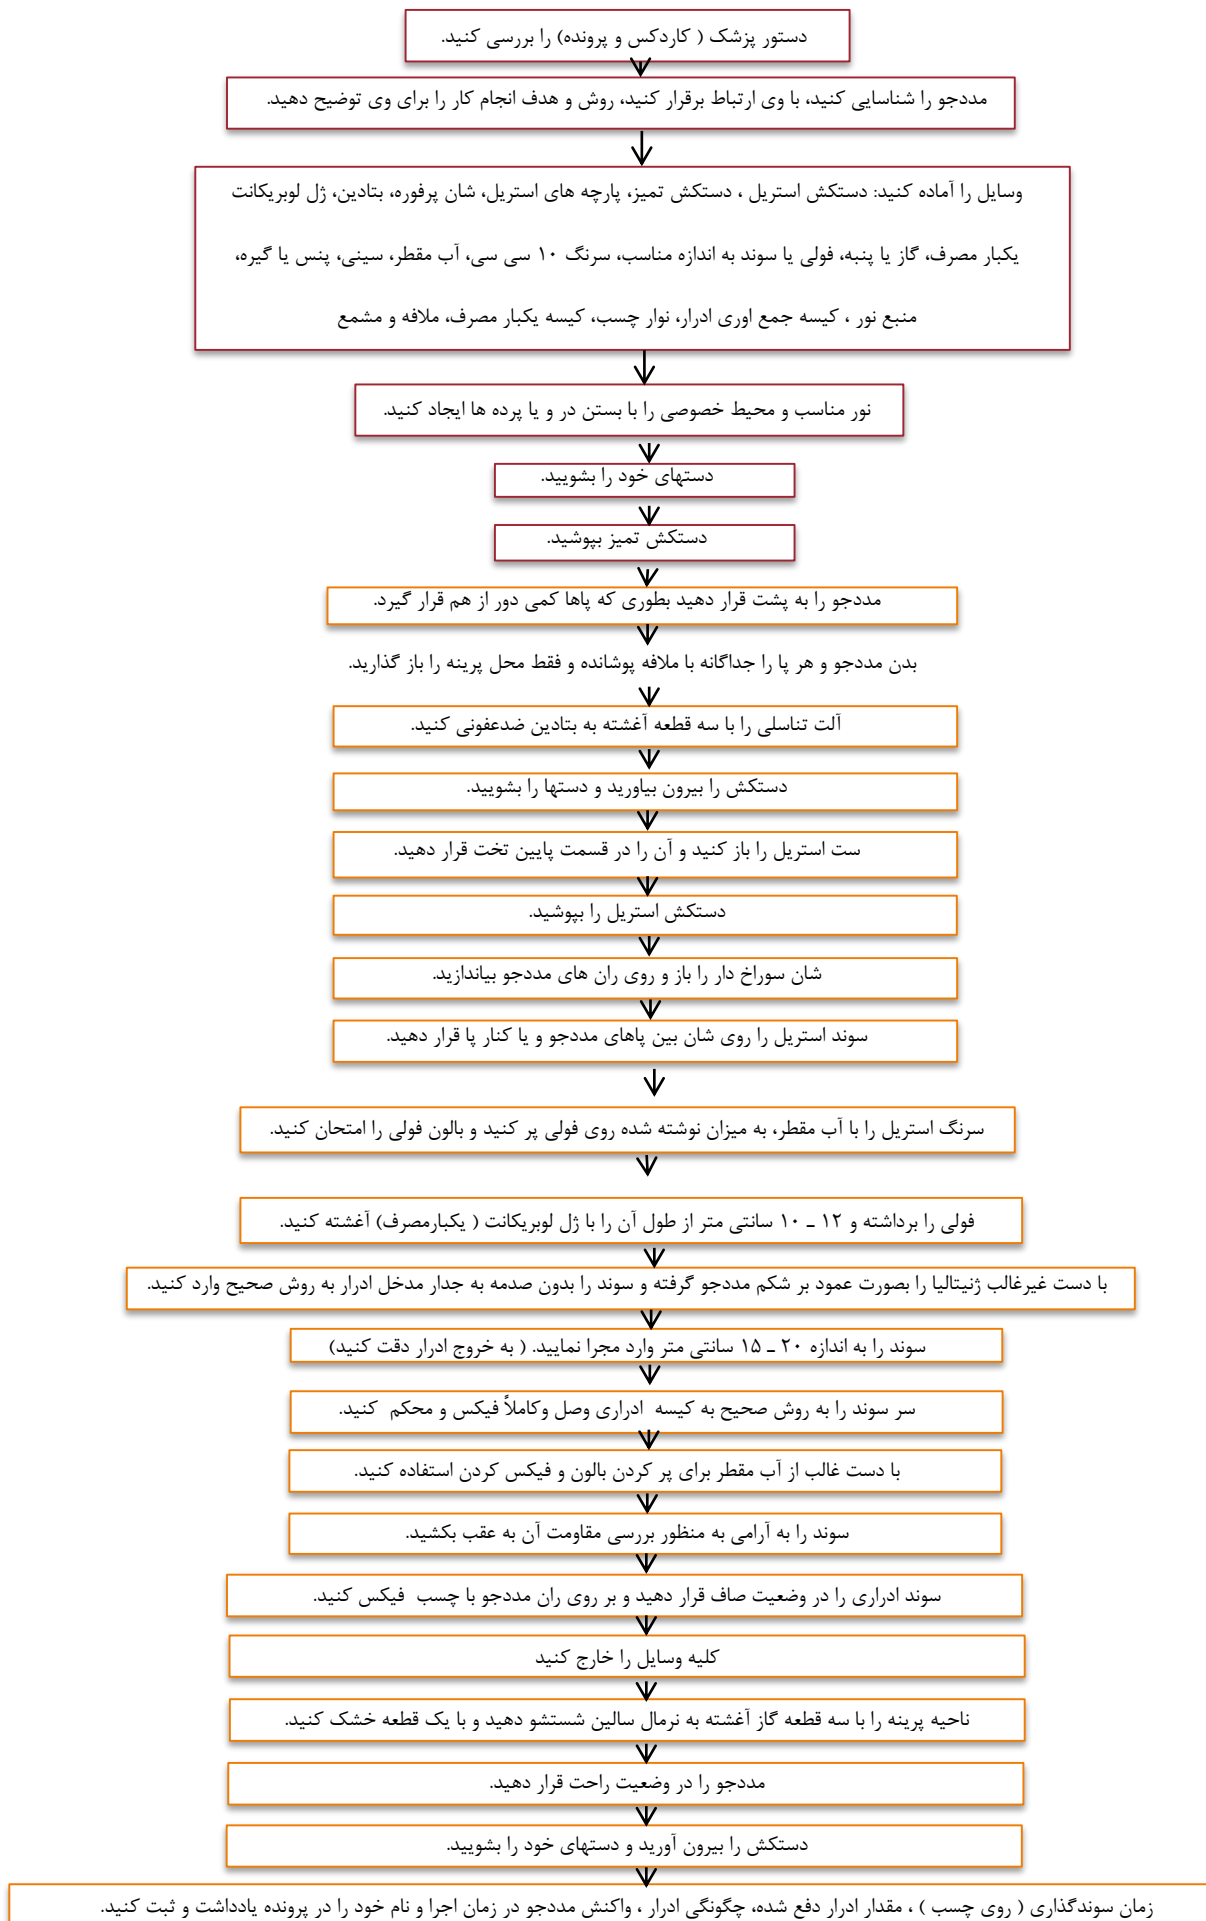 دستور پزشک ( کاردکس و پرونده) را بررسی کنید.
مددجو را شناسایی کنید، با وی ارتباط برقرار کنید، روش و هدف انجام کار را برای وی توضیح دهید.
وسایل را آماده کنید: دستکش استریل ، دستکش تمیز، پارچه های استریل، شان پرفوره، بتادین، ژل لوبریکانت
یکبار مصرف، گاز یا پنبه، فولی یا سوند به اندازه مناسب، سرنگ ۱۰ سی سی، آب مقطر، سینی، پنس یا گیره،
منبع نور ، کیسه جمع اوری ادرار، نوار چسب، کیسه یکبار مصرف، ملافه و مشمع
نور مناسب و محیط خصوصی را با بستن در و یا پرده ها ایجاد کنید.
دستهای خود را بشویید.
دستکش تمیز بپوشید.
مددجو را به پشت قرار دهید بطوری که پاها کمی دور از هم قرار گیرد.
بدن مددجو و هر پا را جداگانه با ملافه پوشانده و فقط محل پرینه را باز گذارید.
آلت تناسلی را با سه قطعه آغشته به بتادین ضدعفونی کنید.
دستکش را بیرون بیاورید و دستها را بشویید.
ست استریل را باز کنید و آن را در قسمت پایین تخت قرار دهید.
دستکش استریل را بپوشید.
شان سوراخ دار را باز و روی ران های مددجو بیاندازید.
سوند استریل را روی شان بین پاهای مددجو و یا کنار پا قرار دهید.
سرنگ استریل را با آب مقطر، به میزان نوشته شده روی فولی پر کنید و بالون فولی را امتحان کنید.
فولی را برداشته و ۱۲ ـ ۱۰ سانتی متر از طول آن را با ژل لوبریکانت ( یکبارمصرف) آغشته کنید.
با دست غیرغالب ژنیتالیا را بصورت عمود بر شکم مددجو گرفته و سوند را بدون صدمه به جدار مدخل ادرار به روش صحیح وارد کنید.
سوند را به اندازه ۲۰ ـ ۱۵ سانتی متر وارد مجرا نمایید. ( به خروج ادرار دقت کنید)
سر سوند را به روش صحیح به کیسه ادراری وصل وکاملاً فیکس و محکم کنید.
با دست غالب از آب مقطر برای پر کردن بالون و فیکس کردن استفاده کنید.
سوند را به آرامی به منظور بررسی مقاومت آن به عقب بکشید.
سوند ادراری را در وضعیت صاف قرار دهید و بر روی ران مددجو با چسب فیکس کنید.
کلیه وسایل را خارج کنید
ناحیه پرینه را با سه قطعه گاز آغشته به نرمال سالین شستشو دهید و با یک قطعه خشک کنید.
مددجو را در وضعیت راحت قرار دهید.
دستکش را بیرون آورید و دستهای خود را بشویید.
زمان سوندگذاری ( روی چسب ) ، مقدار ادرار دفع شده، چگونگی ادرار ، واکنش مددجو در زمان اجرا و نام خود را در پرونده یادداشت و ثبت کنید.